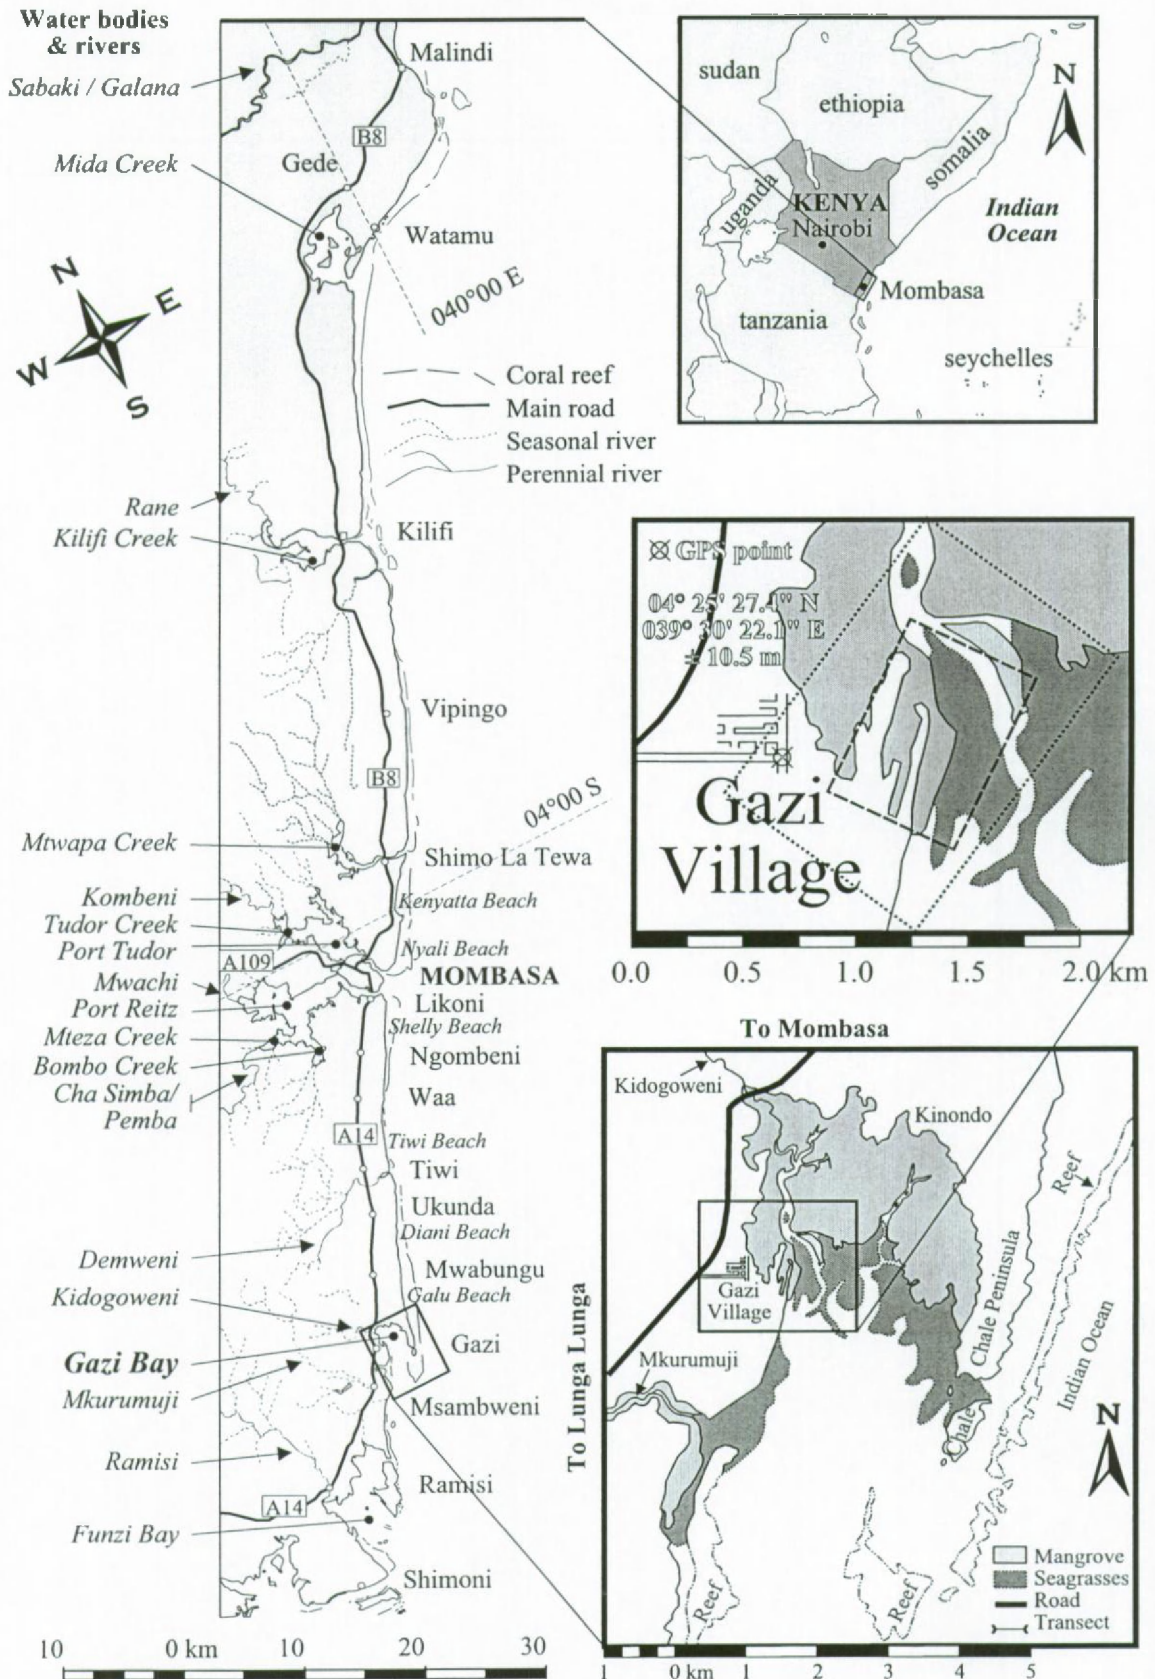 Water bodies
& rivers
Sabaki / Galana
Mida Creek
Rane
Kilifi Creek
Mtwapa Creek
Kombeni
Tudor Creek
Port Tudor
Mwachi
Port Reitz
Mteza Creek
Bombo Creek
Cha Simba/
Pemba
Demweni
Kidogoweni
Gazi Bay
Mkurumuji
Ramisi
Funzi Bay
N
E
W
S
Malindi
B8
Gede
Watamu
040°00 E
Coral reef
Main road
Seasonal river
Perennial river
Kilifi
Vipingo
B8
04°00 S
Shimo La Tewa
Kenyatta Beach
Nyali Beach
A109
MOMBASA
Likoni
Shelly Beach
Ngombeni
Waa
A14
Tiwi Beach
Tiwi
Ukunda
Diani Beach
Mwabungu
Galu Beach
Gazi
Msambweni
Ramisi
A14
Shimoni
10 0 km 10 20 30
sudan
ethiopia
N
somalia
uganda
KENYA
Nairobi
Indian
Ocean
Mombasa
tanzania
seychelles
GPS point
04° 25' 27.4" N
039° 30' 22.1" E
± 10.5 m
Gazi
Village
0.0 0.5 1.0 1.5 2.0 km
To Mombasa
Kidogoweni
Kinondo
Reef
Gazi
Village
Chale Peninsula
Indian Ocean
To Lunga Lunga
Mkurumuji
Chale
N
Reef
Reef
Mangrove
Seagrasses
Road
Transect
1 0 km 1 2 3 4 5